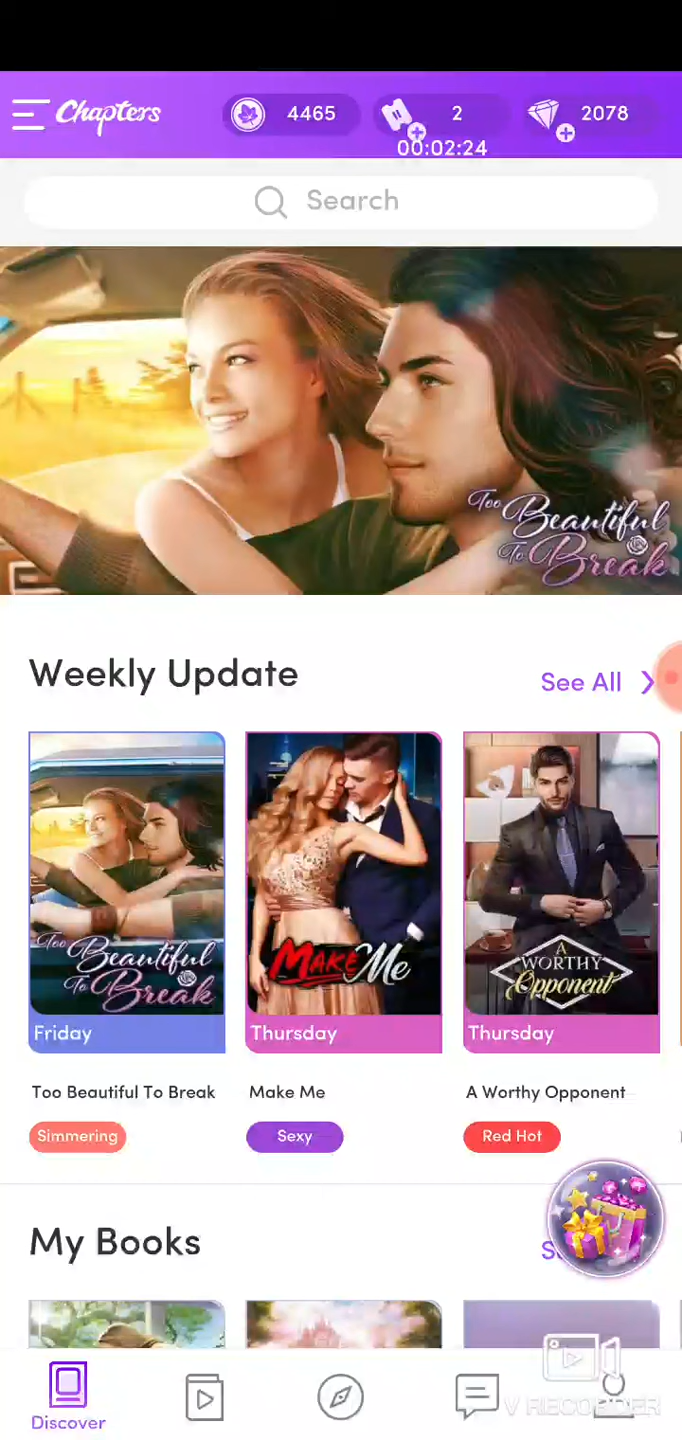 Chapters
4465
2
2078
00:02:24
Search
Too
Beautiful
To Break
Weekly Update
See All
Too
Beautiful
To Break
Friday
Make Me
Thursday
A
WORTHY
Opponent
Thursday
Too Beautiful To Break
Make Me
A Worthy Opponent
Simmering
Sexy
Red Hot
My Books
Discover
V RECORDER